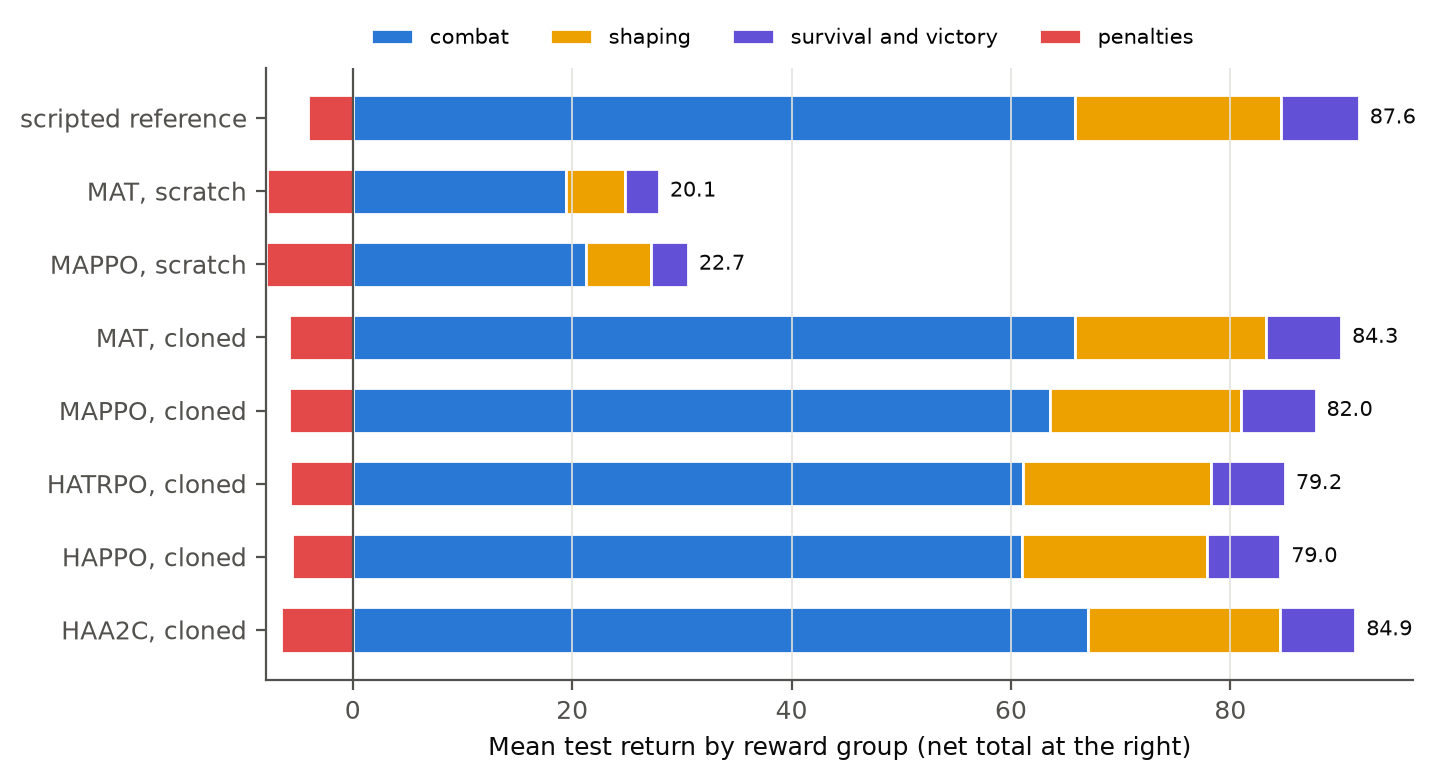 combat shaping survival and victory penalties
scripted reference 87.6
MAT, scratch 20.1
MAPPO, scratch 22.7
MAT, cloned 84.3
MAPPO, cloned 82.0
HATRPO, cloned 79.2
HAPPO, cloned 79.0
HAA2C, cloned 84.9
0 20 40 60 80
Mean test return by reward group (net total at the right)